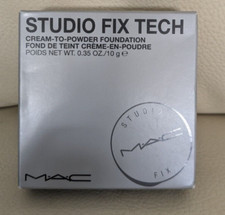 STUDIO FIX TECH
CREAM-TO-POWDER FOUNDATION
FOND DE TEINT CRÈME-EN-POUDRE
POIDS NET WT. 0.35 OZ./10 g e
STUDIO
MAC
FIX